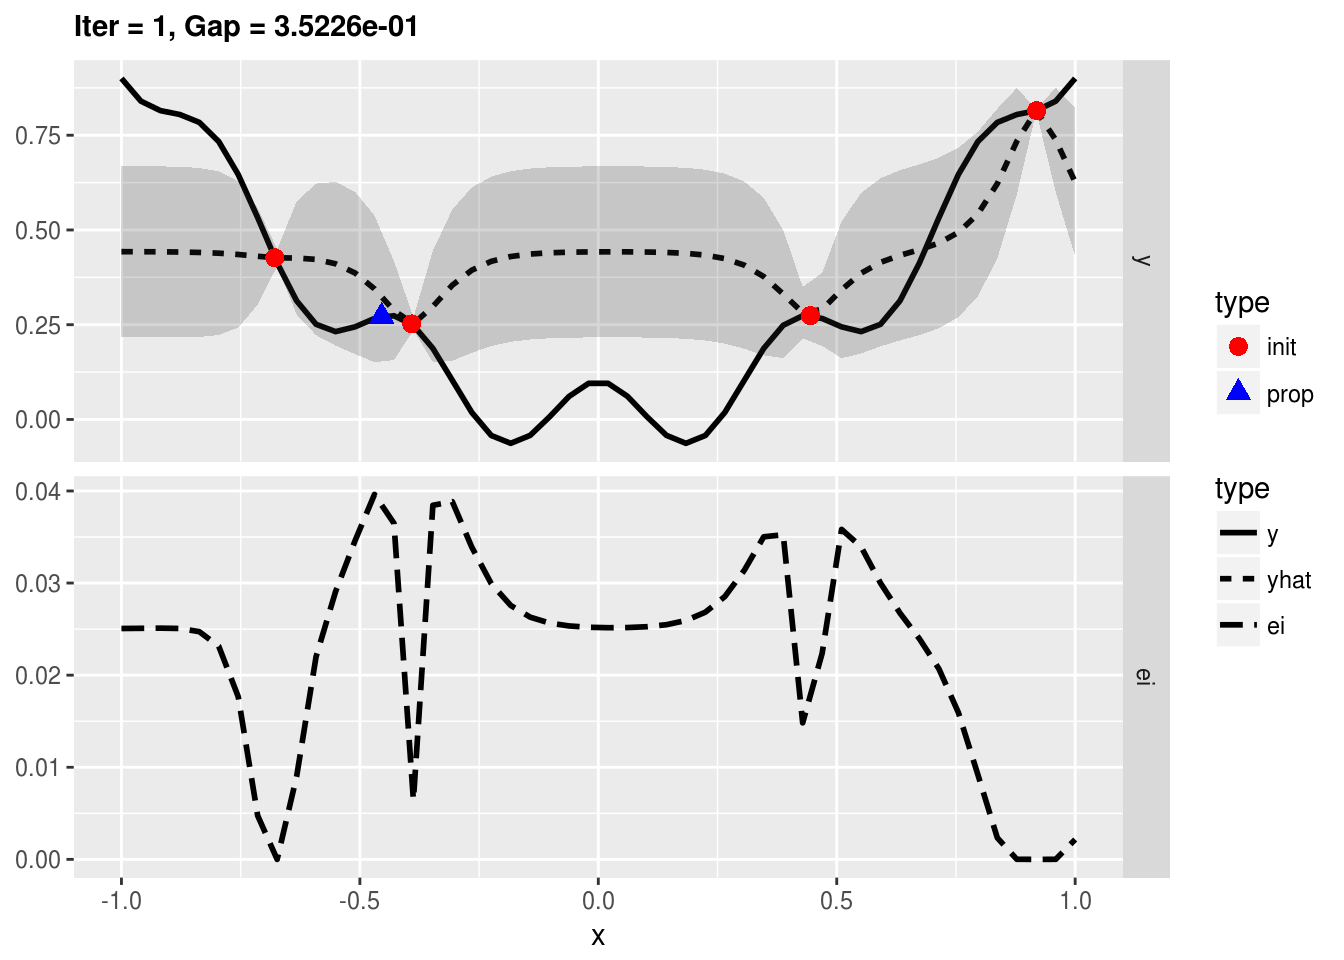 Iter = 1, Gap = 3.5226e-01
0.75
0.50
0.25
0.00
y
0.04
0.03
0.02
0.01
0.00
ei
-1.0 -0.5 0.0 0.5 1.0
x
type
init
prop
type
y
yhat
ei